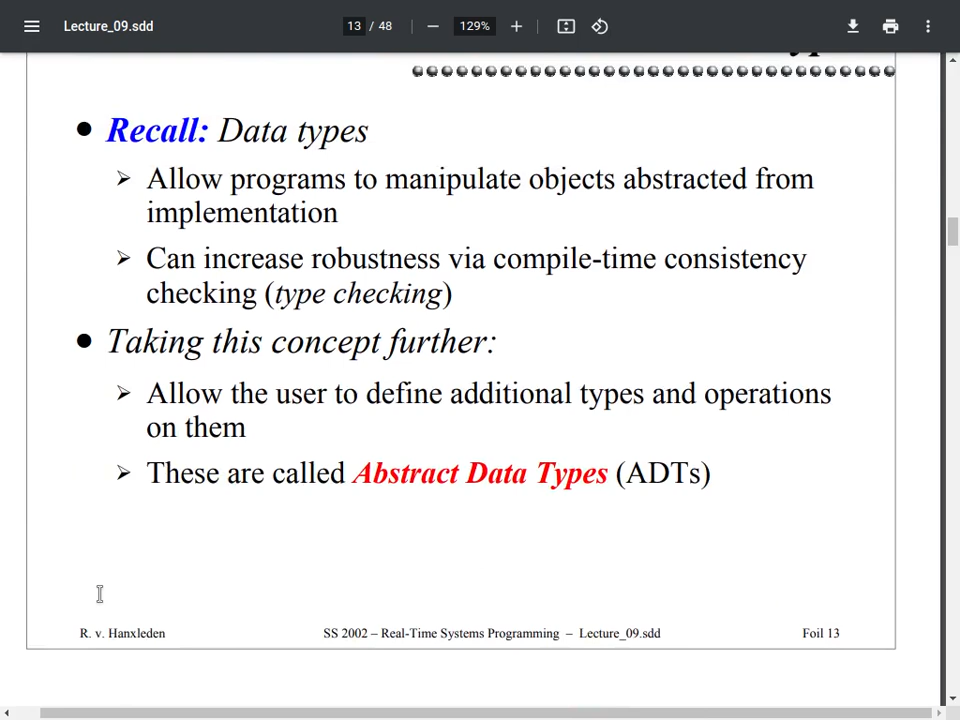 Lecture_09.sdd
13 / 48
129%
Recall: Data types
Allow programs to manipulate objects abstracted from
implementation
Can increase robustness via compile-time consistency
checking (type checking)
Taking this concept further:
Allow the user to define additional types and operations
on them
These are called Abstract Data Types (ADTs)
R. v. Hanxleden
SS 2002 – Real-Time Systems Programming – Lecture_09.sdd
Foil 13